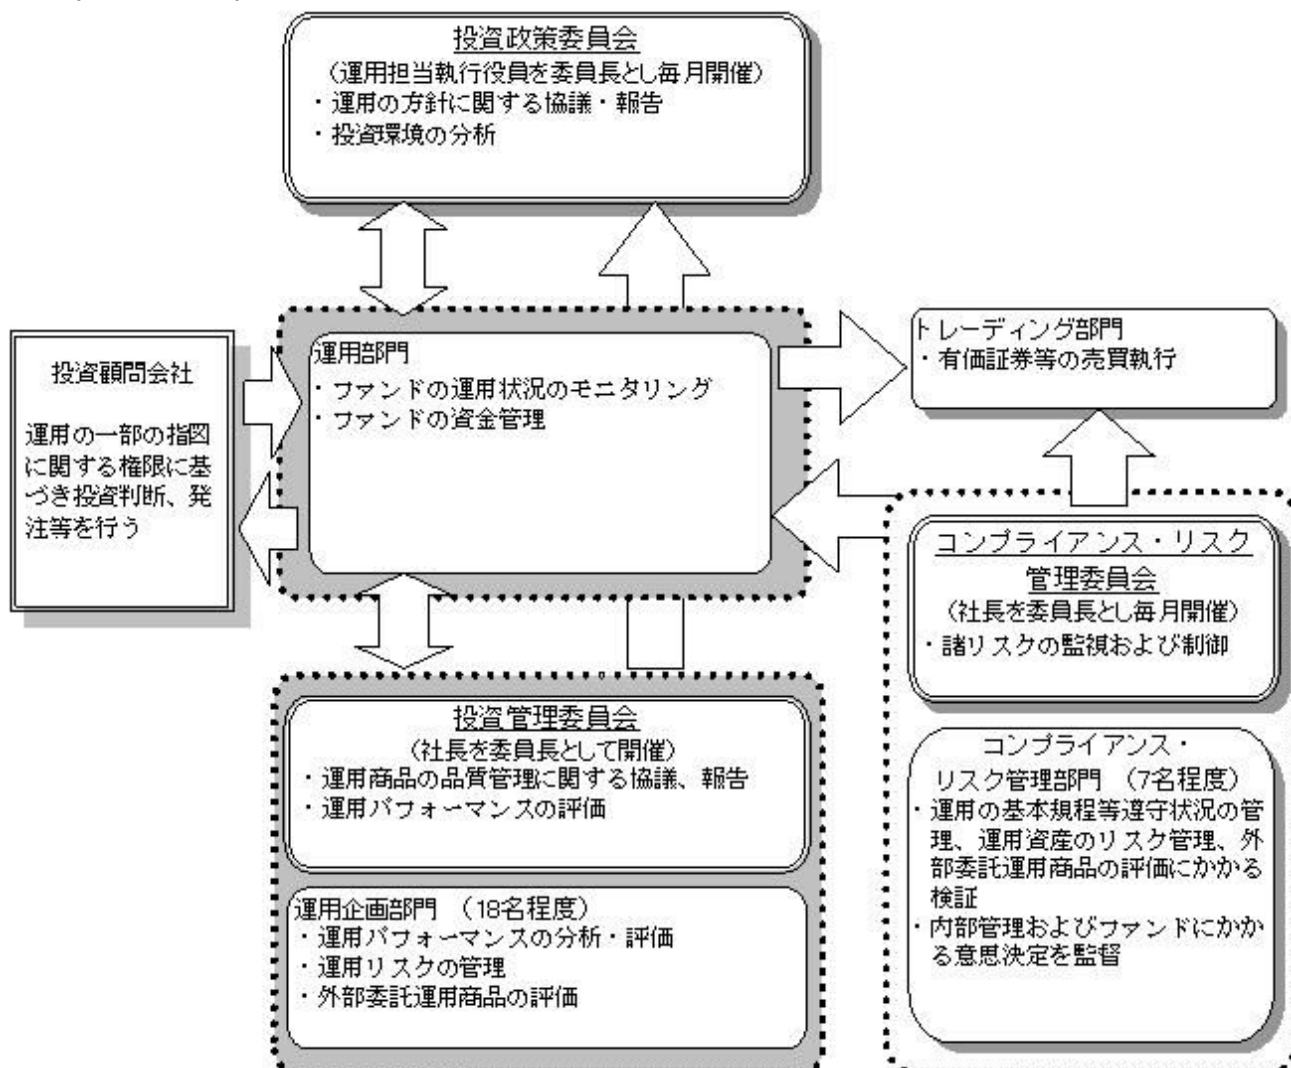 投資政策委員会
（運用担当執行役員を委員長とし毎月開催）
・運用の方針に関する協議・報告
・投資環境の分析
投資顧問会社
運用の一部の指図
に関する権限に基
づき投資判断、発
注等を行う
運用部門
・ファンドの運用状況のモニタリング
・ファンドの資金管理
トレーディング部門
・有価証券等の売買執行
コンプライアンス・リスク
管理委員会
（社長を委員長とし毎月開催）
・諸リスクの監視および制御
投資管理委員会
（社長を委員長として開催）
・運用商品の品質管理に関する協議、報告
・運用パフォーマンスの評価
運用企画部門　（18名程度）
・運用パフォーマンスの分析・評価
・運用リスクの管理
・外部委託運用商品の評価
コンプライアンス・
リスク管理部門　（7名程度）
・運用の基本規程等遵守状況の管
理、運用資産のリスク管理、外
部委託運用商品の評価にかかる
検証
・内部管理およびファンドにかか
る意思決定を監督